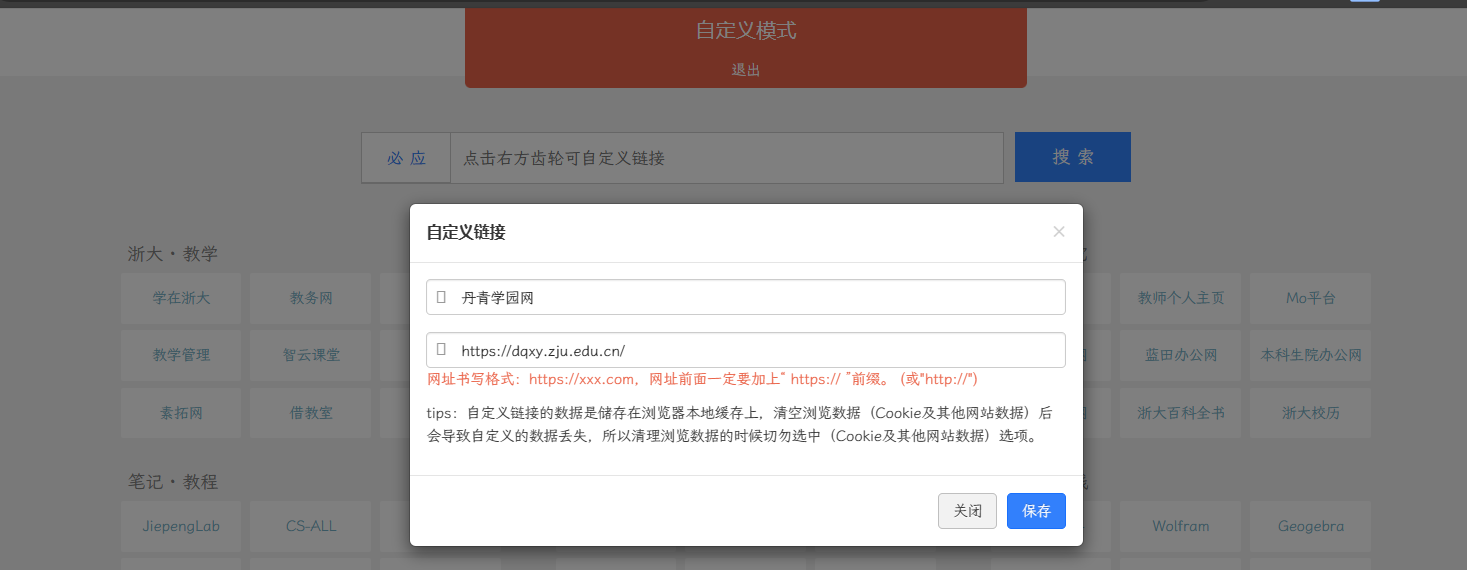 自定义模式
退出
必应
点击右方齿轮可自定义链接
搜索
自定义链接
×
丹青学园网
https://dqxy.zju.edu.cn/
网址书写格式：https://xxx.com，网址前面一定要加上“ https:// ”前缀。 (或"http://")
tips：自定义链接的数据是储存在浏览器本地缓存上，清空浏览数据（Cookie及其他网站数据）后
会导致自定义的数据丢失，所以清理浏览数据的时候切勿选中（Cookie及其他网站数据）选项。
关闭
保存
浙大・教学
学在浙大
教务网
教师个人主页
Mo平台
教学管理
智云课堂
蓝田办公网
本科生院办公网
素拓网
借教室
浙大百科全书
浙大校历
笔记・教程
JiepengLab
CS-ALL
Wolfram
Geogebra